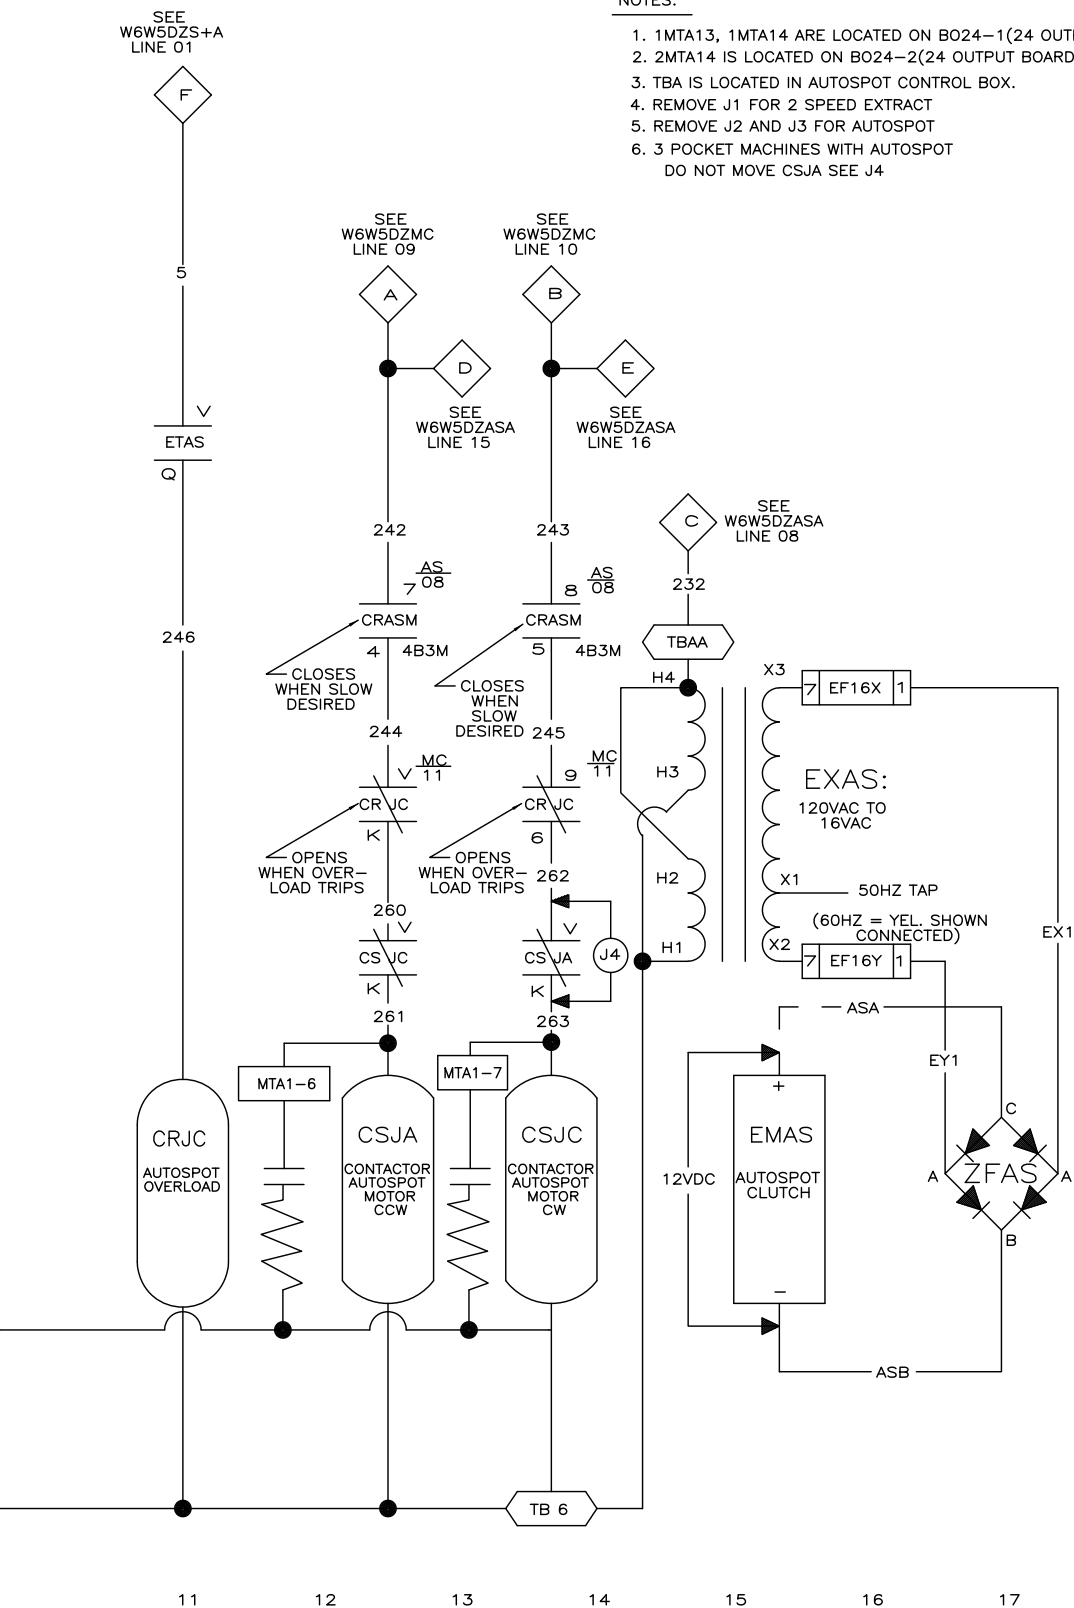 NOTES:
1. 1MTA13, 1MTA14 ARE LOCATED ON BO24-1(24 OUT
2. 2MTA14 IS LOCATED ON BO24-2(24 OUTPUT BOARD
3. TBA IS LOCATED IN AUTOSPOT CONTROL BOX.
4. REMOVE J1 FOR 2 SPEED EXTRACT
5. REMOVE J2 AND J3 FOR AUTOSPOT
6. 3 POCKET MACHINES WITH AUTOSPOT
DO NOT MOVE CSJA SEE J4
SEE
W6W5DZS+A
LINE 01
F
5
V
ETAS
Q
246
CRJC
AUTOSPOT
OVERLOAD
SEE
W6W5DZMC
LINE 09
A
D
SEE
W6W5DZASA
LINE 15
242
7
AS
08
CRASM
4
4B3M
CLOSES
WHEN SLOW
DESIRED
244
V
MC
11
CR JC
K
OPENS
WHEN OVER-
LOAD TRIPS
260
V
CS JC
K
261
MTA1-6
CSJA
CONTACTOR
AUTOSPOT
MOTOR
CCW
SEE
W6W5DZMC
LINE 10
B
E
SEE
W6W5DZASA
LINE 16
243
8
AS
08
CRASM
5
4B3M
CLOSES
WHEN
SLOW
DESIRED
245
9
MC
11
CR JC
6
OPENS
WHEN OVER-
LOAD TRIPS
262
V
CS JA
J4
K
263
MTA1-7
CSJC
CONTACTOR
AUTOSPOT
MOTOR
CW
TB 6
SEE
W6W5DZASA
LINE 08
C
232
TBAA
H4
H3
H2
H1
X3
7 EF16X 1
EXAS:
120VAC TO
16VAC
X1
50HZ TAP
(60HZ = YEL. SHOWN
CONNECTED)
X2
7 EF16Y 1
EX1
ASA
EY1
12VDC
+
EMAS
AUTOSPOT
CLUTCH
-
C
A
ZFAS
A
B
ASB
11 12 13 14 15 16 17